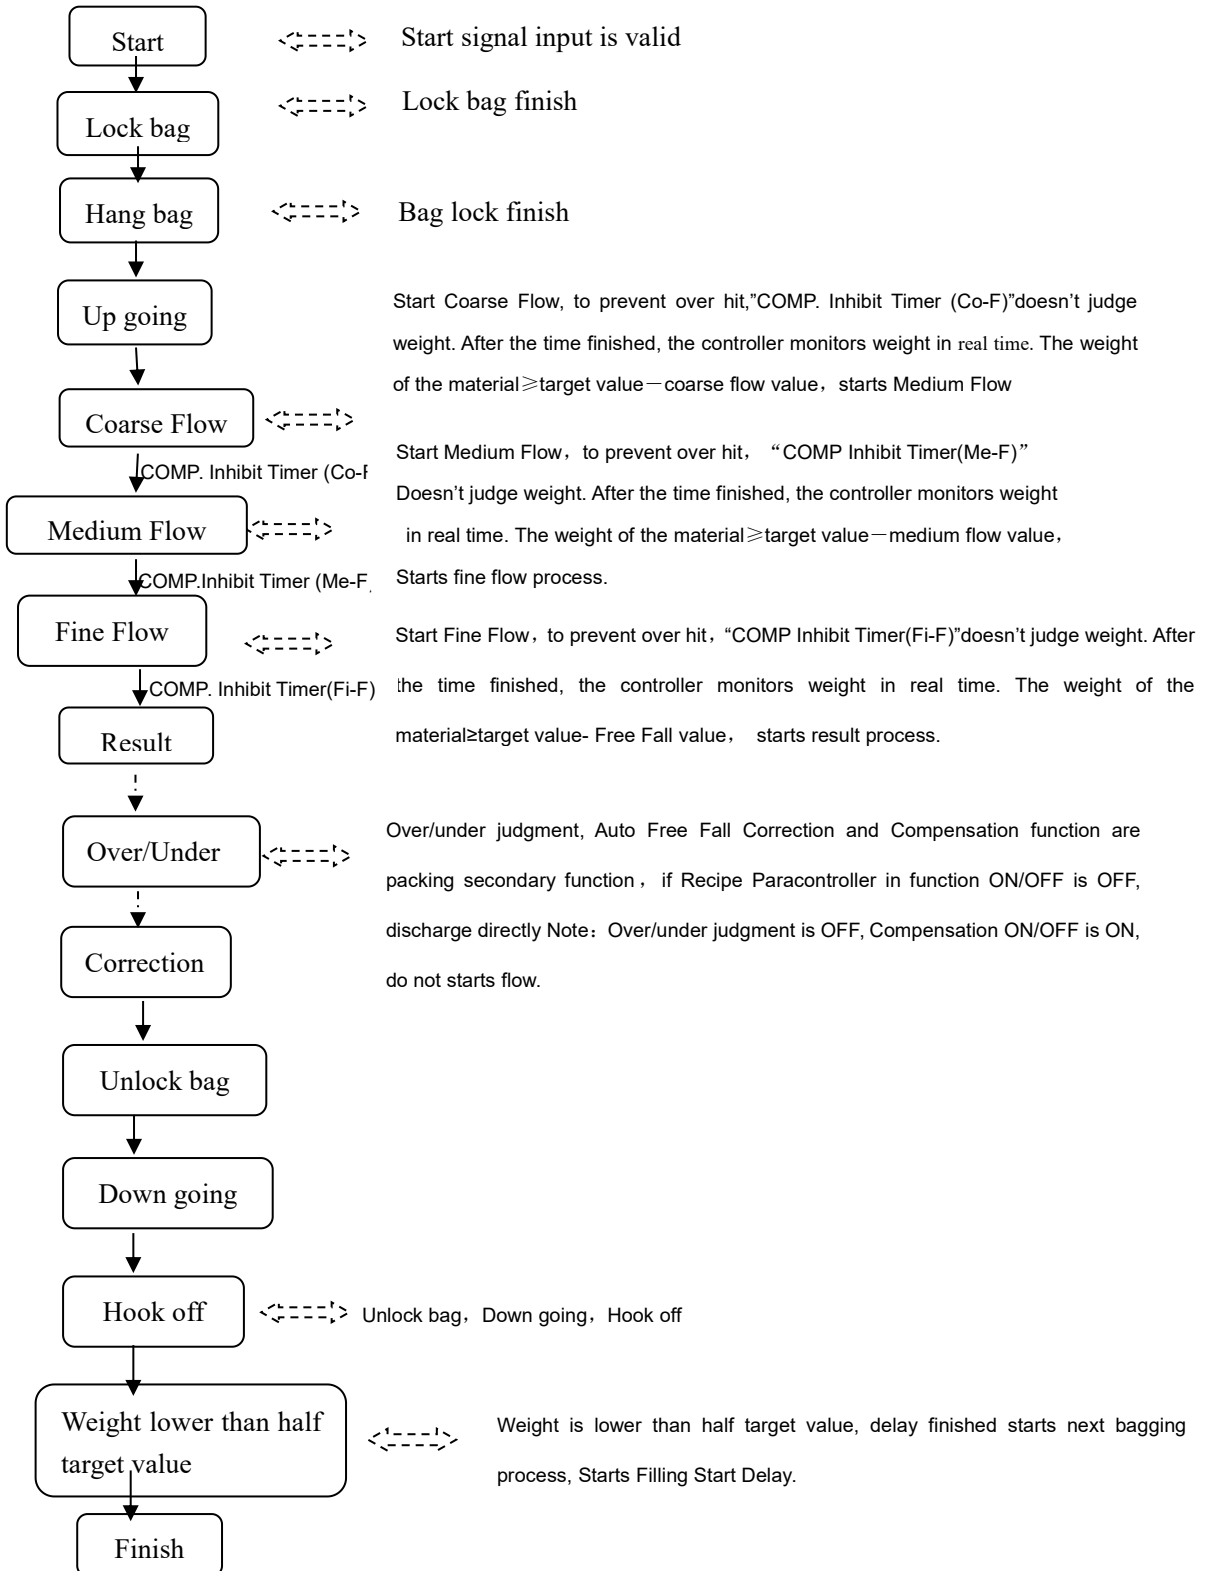 Start
Start signal input is valid
Lock bag
Lock bag finish
Hang bag
Bag lock finish
Up going
Start Coarse Flow, to prevent over hit,”COMP. Inhibit Timer (Co-F)”doesn’t judge
weight. After the time finished, the controller monitors weight in real time. The weight
of the material≥target value－coarse flow value，starts Medium Flow
Coarse Flow
COMP. Inhibit Timer (Co-F
Start Medium Flow，to prevent over hit，“COMP Inhibit Timer(Me-F)”
Doesn’t judge weight. After the time finished, the controller monitors weight
in real time. The weight of the material≥target value－medium flow value，
Starts fine flow process.
Medium Flow
COMP.Inhibit Timer (Me-F
Fine Flow
Start Fine Flow，to prevent over hit，“COMP Inhibit Timer(Fi-F)”doesn’t judge weight. After
the time finished, the controller monitors weight in real time. The weight of the
material≥target value- Free Fall value， starts result process.
COMP. Inhibit Timer(Fi-F)
Result
Over/Under
Over/under judgment, Auto Free Fall Correction and Compensation function are
packing secondary function，if Recipe Paracontroller in function ON/OFF is OFF,
discharge directly Note：Over/under judgment is OFF, Compensation ON/OFF is ON,
do not starts flow.
Correction
Unlock bag
Down going
Hook off
Unlock bag，Down going，Hook off
Weight lower than half
target value
Weight is lower than half target value, delay finished starts next bagging
process, Starts Filling Start Delay.
Finish